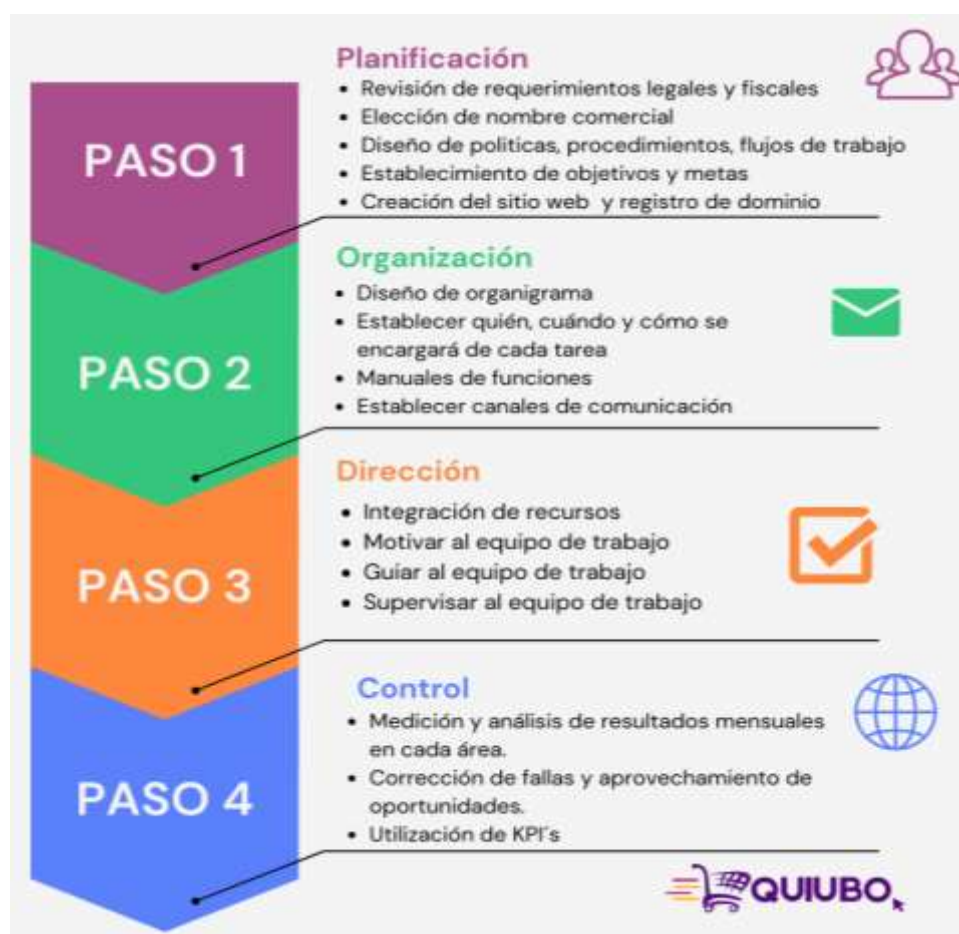 PASO 1
Planificación
• Revisión de requerimientos legales y fiscales
• Elección de nombre comercial
• Diseño de politicas, procedimientos, flujos de trabajo
• Establecimiento de objetivos y metas
• Creación del sitio web y registro de dominio
PASO 2
Organización
• Diseño de organigrama
• Establecer quién, cuándo y cómo se
encargará de cada tarea
• Manuales de funciones
• Establecer canales de comunicación
PASO 3
Dirección
• Integración de recursos
• Motivar al equipo de trabajo
• Guiar al equipo de trabajo
• Supervisar al equipo de trabajo
PASO 4
Control
• Medición y análisis de resultados mensuales
en cada área.
• Corrección de fallas y aprovechamiento de
oportunidades.
• Utilización de KPI´s
QUIUBO